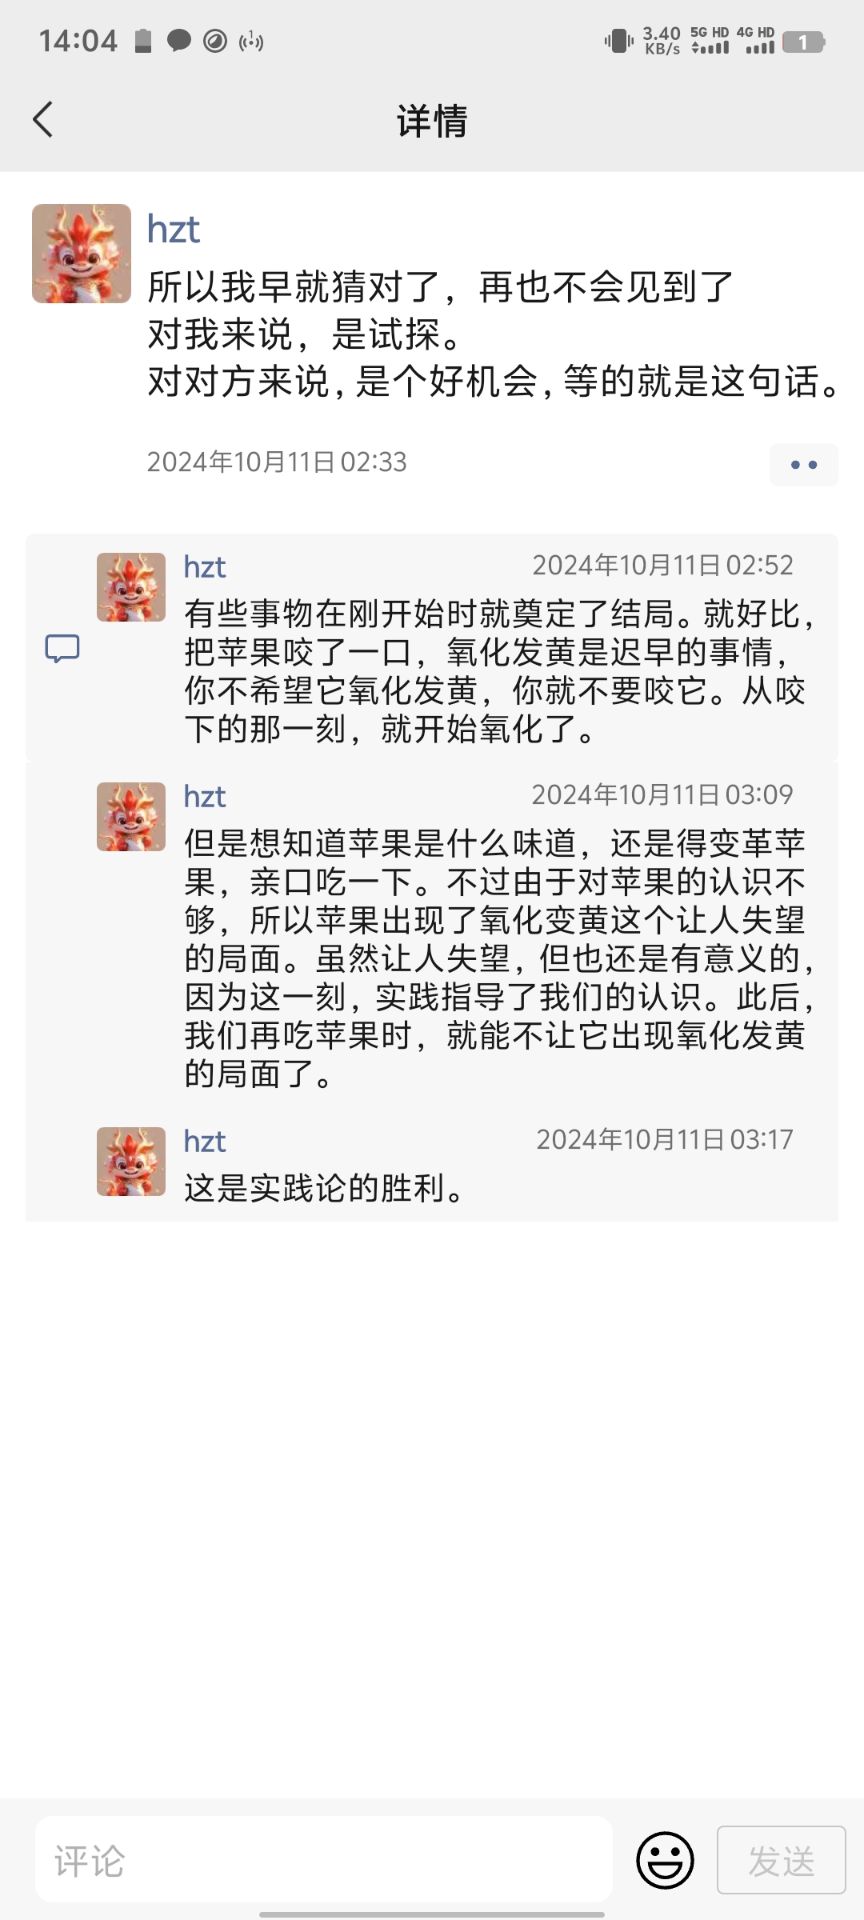 14:04
3.40 KB/s 5G HD 4G HD 1
详情
hzt
所以我早就猜对了，再也不会见到了
对我来说，是试探。
对对方来说，是个好机会，等的就是这句话。
2024年10月11日 02:33
hzt 2024年10月11日 02:52
有些事物在刚开始时就奠定了结局。就好比，
把苹果咬了一口，氧化发黄是迟早的事情，
你不希望它氧化发黄，你就不要咬它。从咬
下的那一刻，就开始氧化了。
hzt 2024年10月11日 03:09
但是想知道苹果是什么味道，还是得变革苹
果，亲口吃一下。不过由于对苹果的认识不
够，所以苹果出现了氧化变黄这个让人失望
的局面。虽然让人失望，但也还是有意义的，
因为这一刻，实践指导了我们的认识。此后，
我们再吃苹果时，就能不让它出现氧化发黄
的局面了。
hzt 2024年10月11日 03:17
这是实践论的胜利。
评论 发送